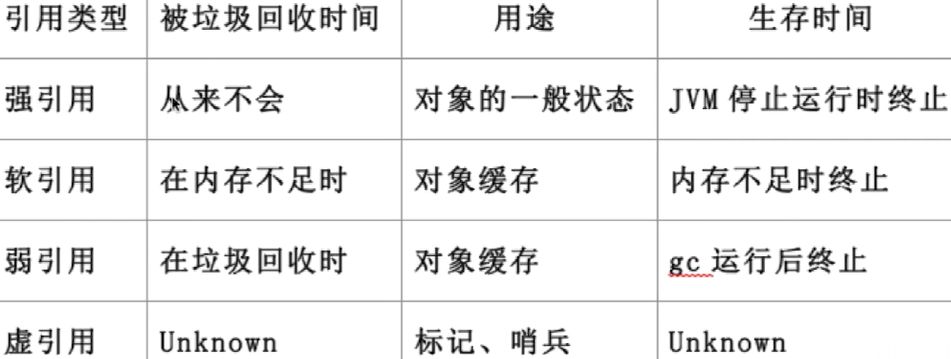 引用类型 被垃圾回收时间 用途 生存时间
强引用 从来不会 对象的一般状态 JVM 停止运行时终止
软引用 在内存不足时 对象缓存 内存不足时终止
弱引用 在垃圾回收时 对象缓存 gc 运行后终止
虚引用 Unknown 标记、哨兵 Unknown